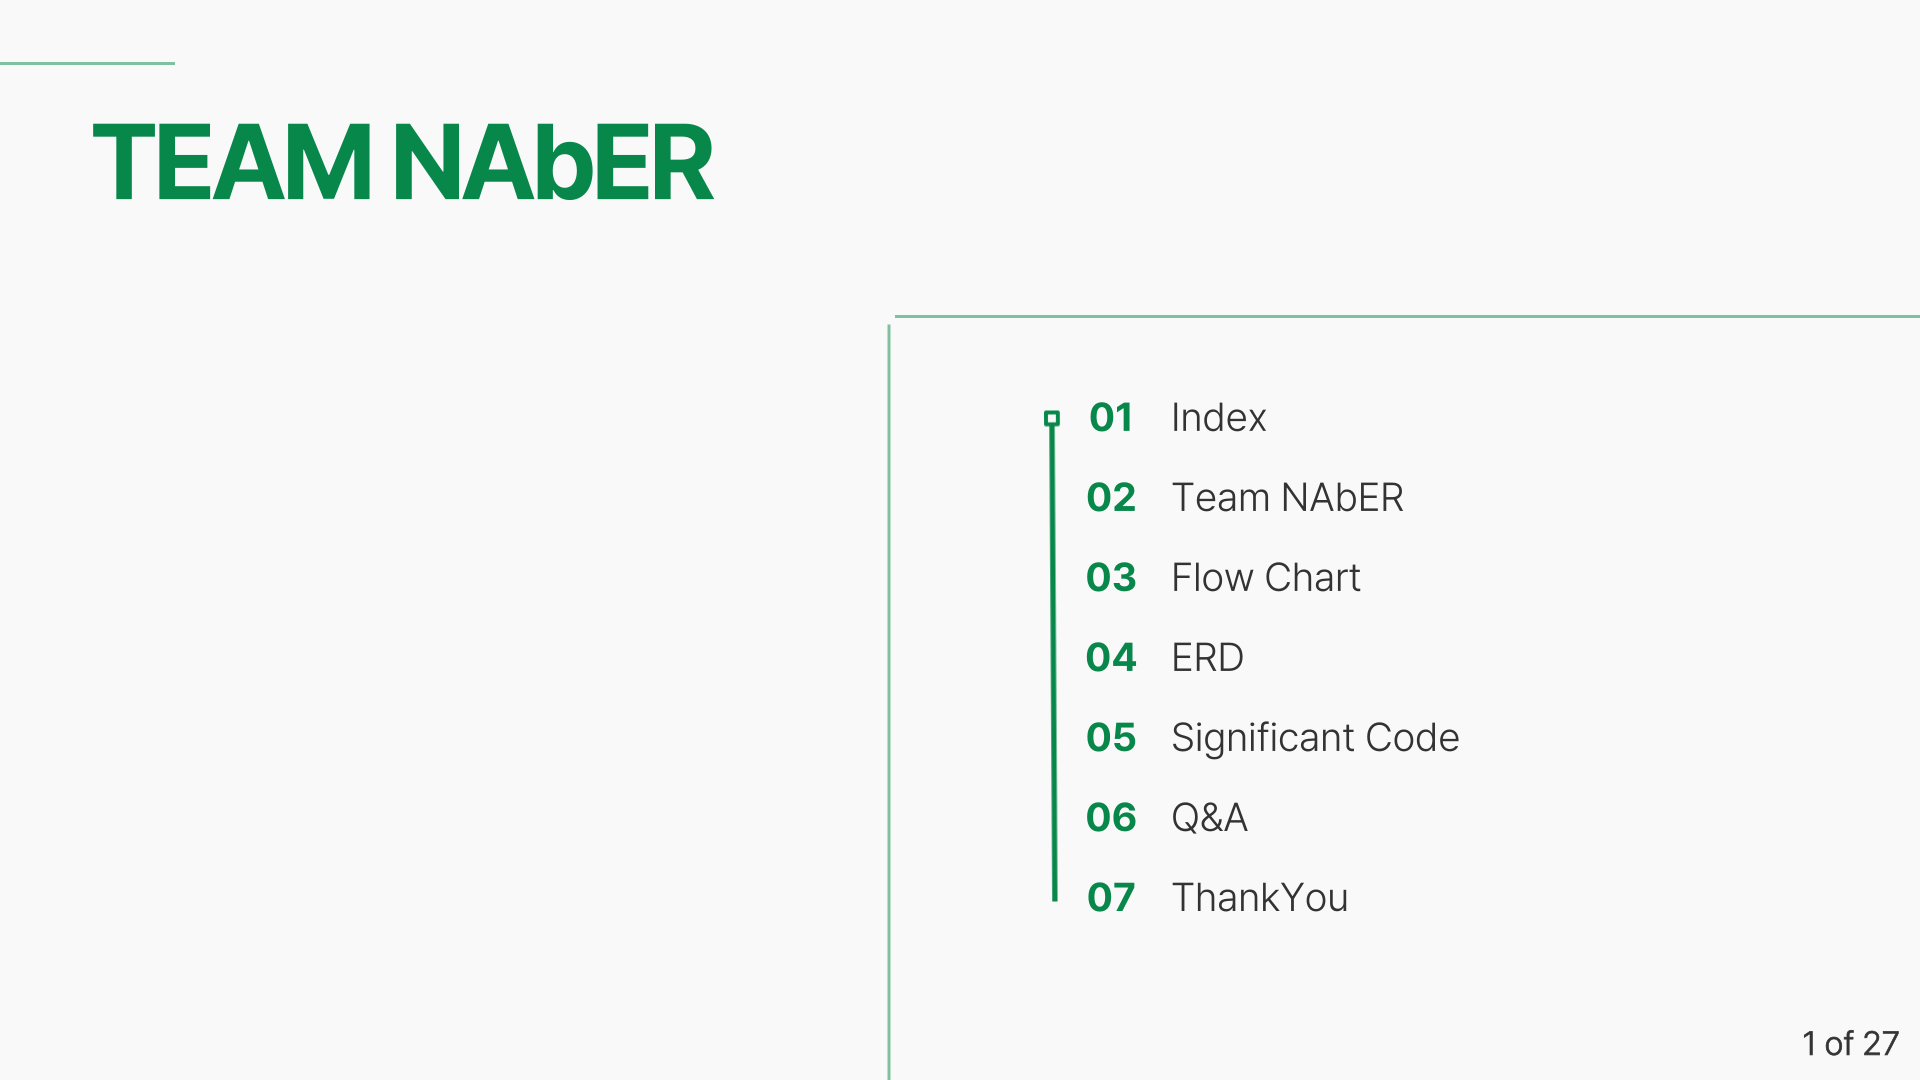 TEAM NAbER
01 Index
02 Team NAbER
03 Flow Chart
04 ERD
05 Significant Code
06 Q&A
07 ThankYou
1 of 27